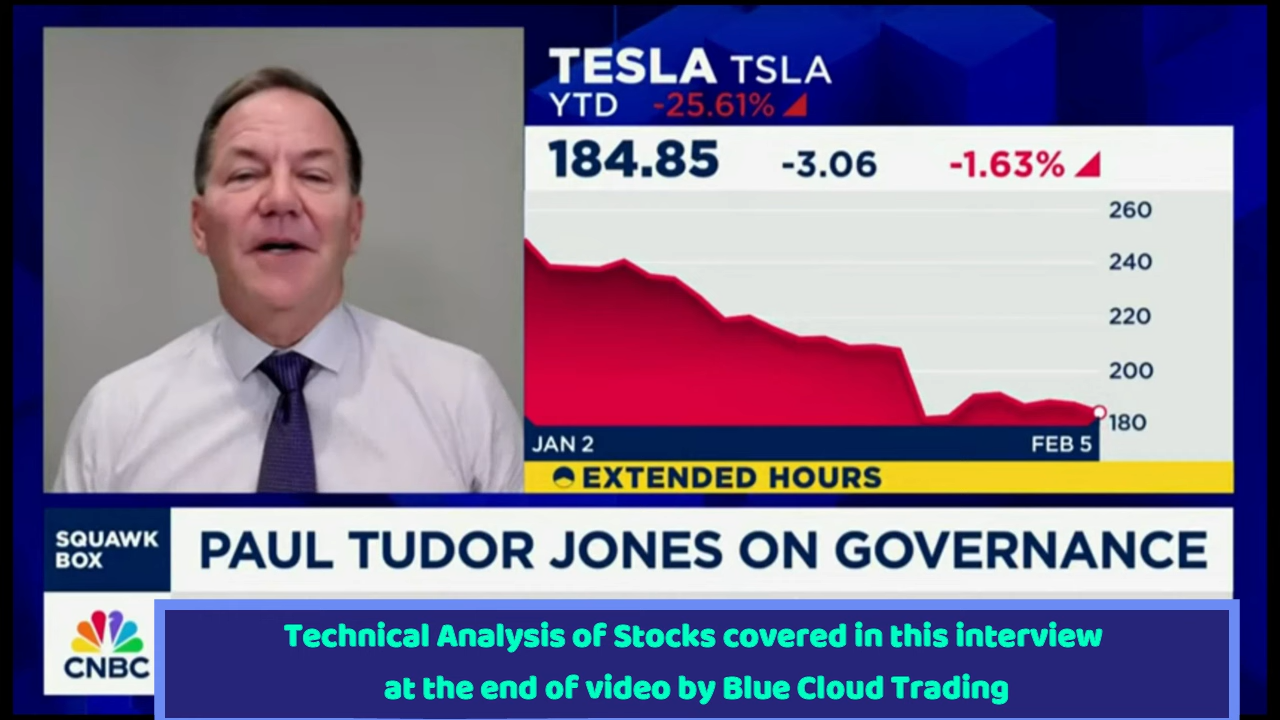 TESLA TSLA
YTD -25.61%
184.85 -3.06 -1.63%
260
240
220
200
180
JAN 2 FEB 5
EXTENDED HOURS
SQUAWK
BOX
PAUL TUDOR JONES ON GOVERNANCE
CNBC
Technical Analysis of Stocks covered in this interview
at the end of video by Blue Cloud Trading